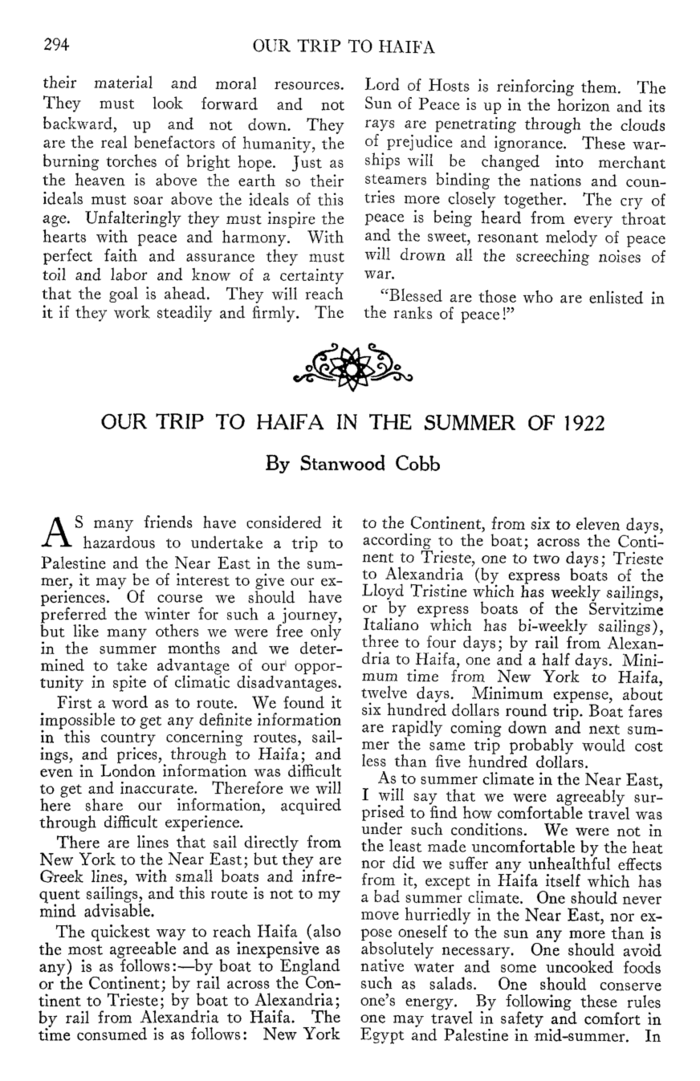 294
OUR TRIP TO HAIFA
their material and moral resources.
They must look forward and not
backward, up and not down. They
are the real benefactors of humanity, the
burning torches of bright hope. Just as
the heaven is above the earth so their
ideals must soar above the ideals of this
age. Unfalteringly they must inspire the
hearts with peace and harmony. With
perfect faith and assurance they must
toil and labor and know of a certainty
that the goal is ahead. They will reach
it if they work steadily and firmly. The
Lord of Hosts is reinforcing them. The
Sun of Peace is up in the horizon and its
rays are penetrating through the clouds
of prejudice and ignorance. These war-
ships will be changed into merchant
steamers binding the nations and coun-
tries more closely together. The cry of
peace is being heard from every throat
and the sweet, resonant melody of peace
will drown all the screeching noises of
war.
"Blessed are those who are enlisted in
the ranks of peace!"
OUR TRIP TO HAIFA IN THE SUMMER OF 1922
By Stanwood Cobb
AS many friends have considered it
hazardous to undertake a trip to
Palestine and the Near East in the sum-
mer, it may be of interest to give our ex-
periences. Of course we should have
preferred the winter for such a journey,
but like many others we were free only
in the summer months and we deter-
mined to take advantage of our oppor-
tunity in spite of climatic disadvantages.
First a word as to route. We found it
impossible to get any definite information
in this country concerning routes, sail-
ings, and prices, through to Haifa; and
even in London information was difficult
to get and inaccurate. Therefore we will
here share our information, acquired
through difficult experience.
There are lines that sail directly from
New York to the Near East; but they are
Greek lines, with small boats and infre-
quent sailings, and this route is not to my
mind advisable.
The quickest way to reach Haifa (also
the most agreeable and as inexpensive as
any) is as follows:—by boat to England
or the Continent; by rail across the Con-
tinent to Trieste; by boat to Alexandria;
by rail from Alexandria to Haifa. The
time consumed is as follows: New York
to the Continent, from six to eleven days,
according to the boat; across the Conti-
nent to Trieste, one to two days; Trieste
to Alexandria (by express boats of the
Lloyd Tristine which has weekly sailings,
or by express boats of the Servitzime
Italiano which has bi-weekly sailings),
three to four days; by rail from Alexan-
dria to Haifa, one and a half days. Mini-
mum time from New York to Haifa,
twelve days. Minimum expense, about
six hundred dollars round trip. Boat fares
are rapidly coming down and next sum-
mer the same trip probably would cost
less than five hundred dollars.
As to summer climate in the Near East,
I will say that we were agreeably sur-
prised to find how comfortable travel was
under such conditions. We were not in
the least made uncomfortable by the heat
nor did we suffer any unhealthful effects
from it, except in Haifa itself which has
a bad summer climate. One should never
move hurriedly in the Near East, nor ex-
pose oneself to the sun any more than is
absolutely necessary. One should avoid
native water and some uncooked foods
such as salads. One should conserve
one's energy. By following these rules
one may travel in safety and comfort in
Egypt and Palestine in mid-summer. In